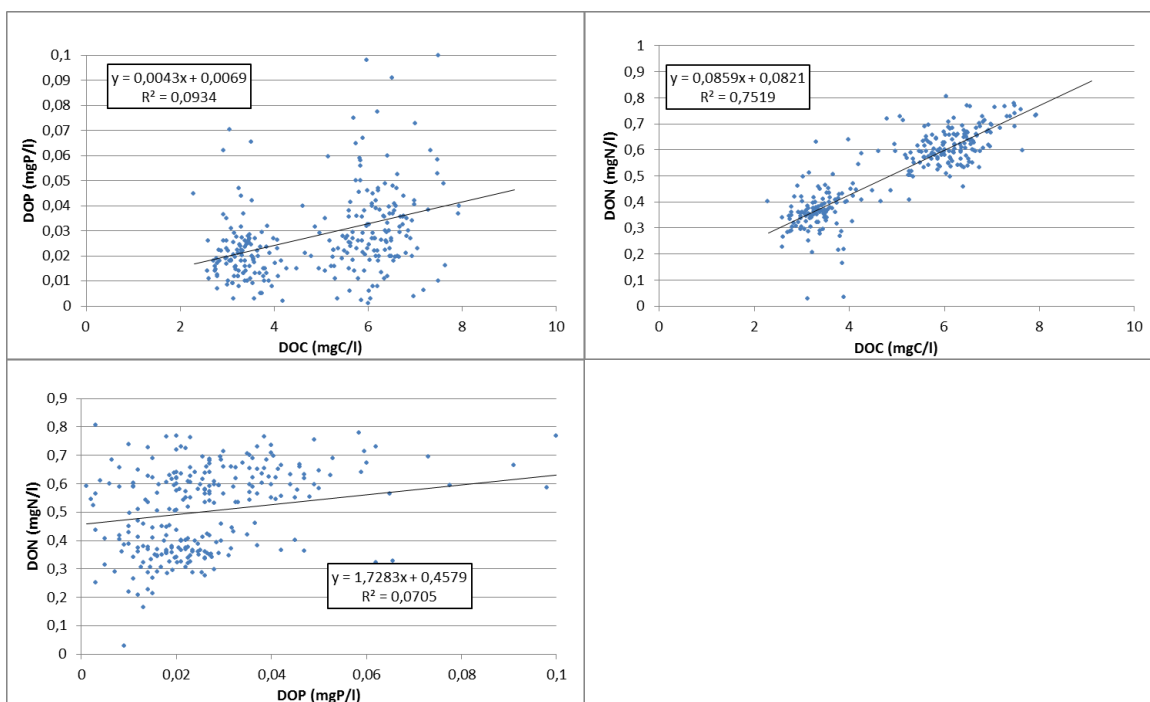 0,1
0,09
0,08
0,07
0,06
0,05
0,04
0,03
0,02
0,01
0
DOP (mgP/l)
y = 0,0043x + 0,0069
R² = 0,0934
0 2 4 6 8 10
DOC (mgC/l)
1
0,9
0,8
0,7
0,6
0,5
0,4
0,3
0,2
0,1
0
DON (mgN/l)
y = 0,0859x + 0,0821
R² = 0,7519
0 2 4 6 8 10
DOC (mgC/l)
0,9
0,8
0,7
0,6
0,5
0,4
0,3
0,2
0,1
0
DON (mgN/l)
y = 1,7283x + 0,4579
R² = 0,0705
0 0,02 0,04 0,06 0,08 0,1
DOP (mgP/l)